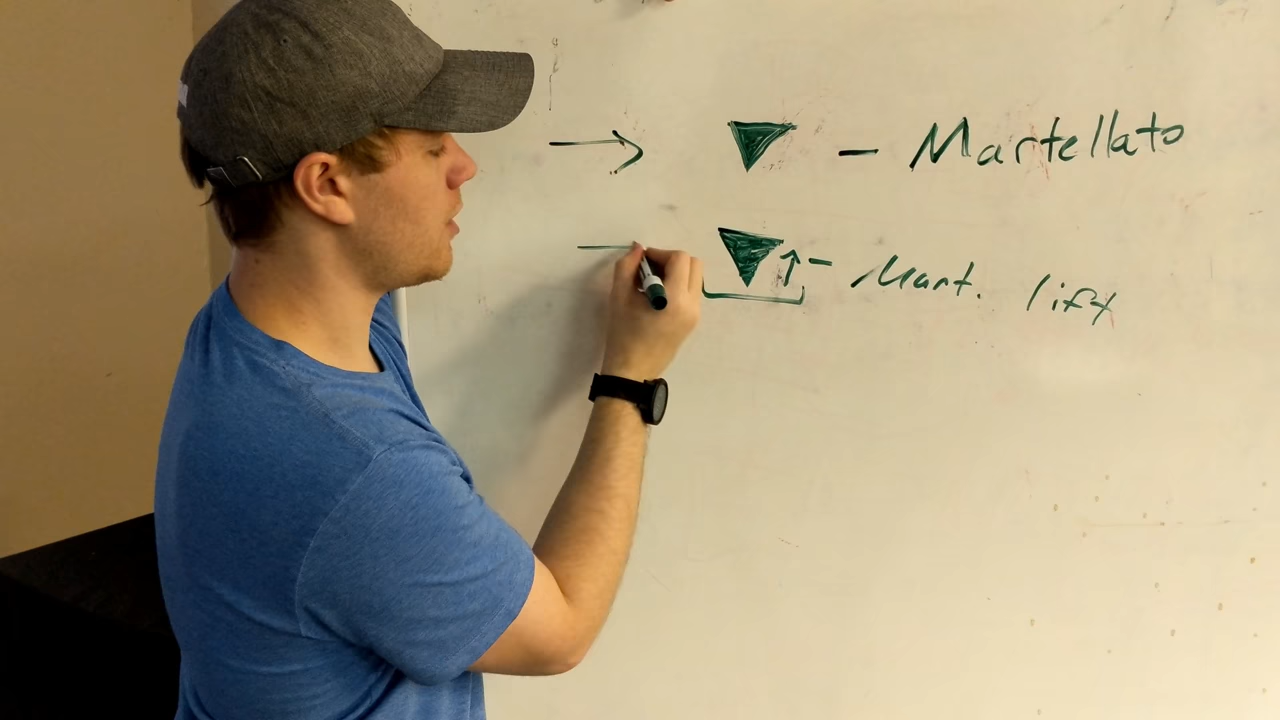 → ▼ – Martellato
▼↑ – Mart. lift